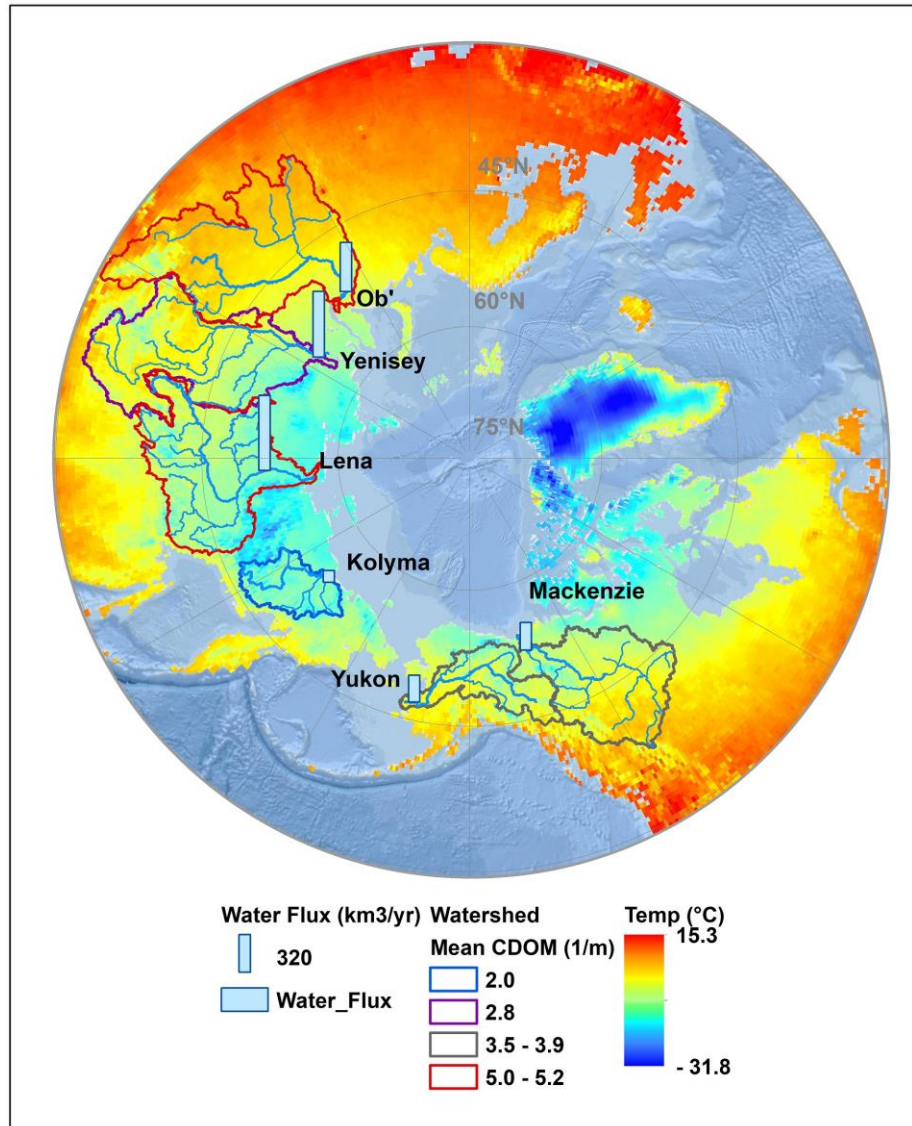 45°N
60°N
Ob'
Yenisey
75°N
Lena
Kolyma
Mackenzie
Yukon
Water Flux (km3/yr)
320
Water_Flux
Watershed
Mean CDOM (1/m)
2.0
2.8
3.5 - 3.9
5.0 - 5.2
Temp (°C)
15.3
- 31.8